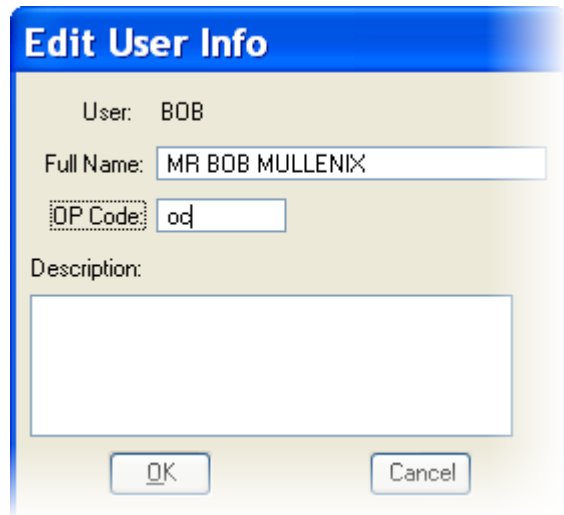 Edit User Info
User: BOB
Full Name: MR BOB MULLENIX
OP Code: oc
Description:
OK Cancel